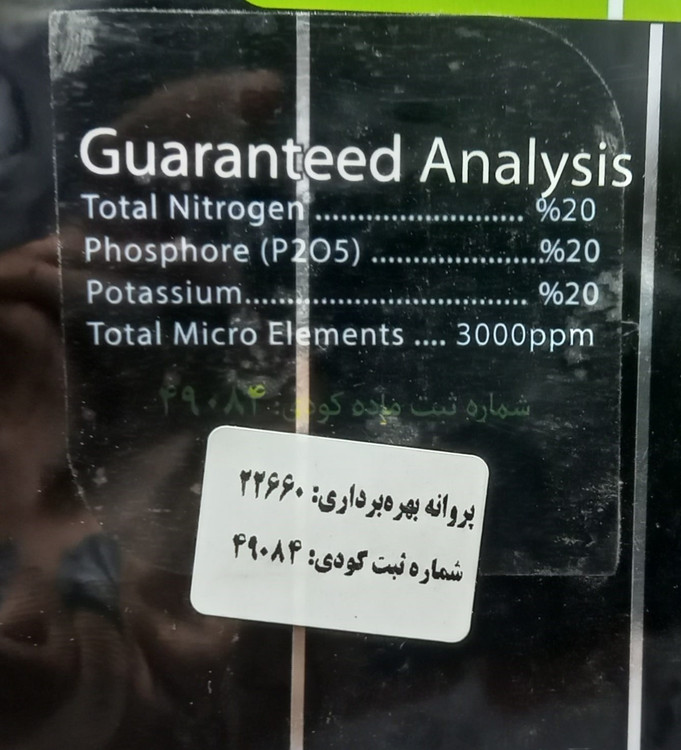 Guaranteed Analysis
Total Nitrogen ........................... %20
Phosphore (P2O5) .....................%20
Potassium.................................... %20
Total Micro Elements .... 3000ppm
شماره ثبت ماده کودی: ۴۹۰۸۴
پروانه بهره‌برداری: ۲۲۶۶۰
شماره ثبت کودی: ۴۹۰۸۴